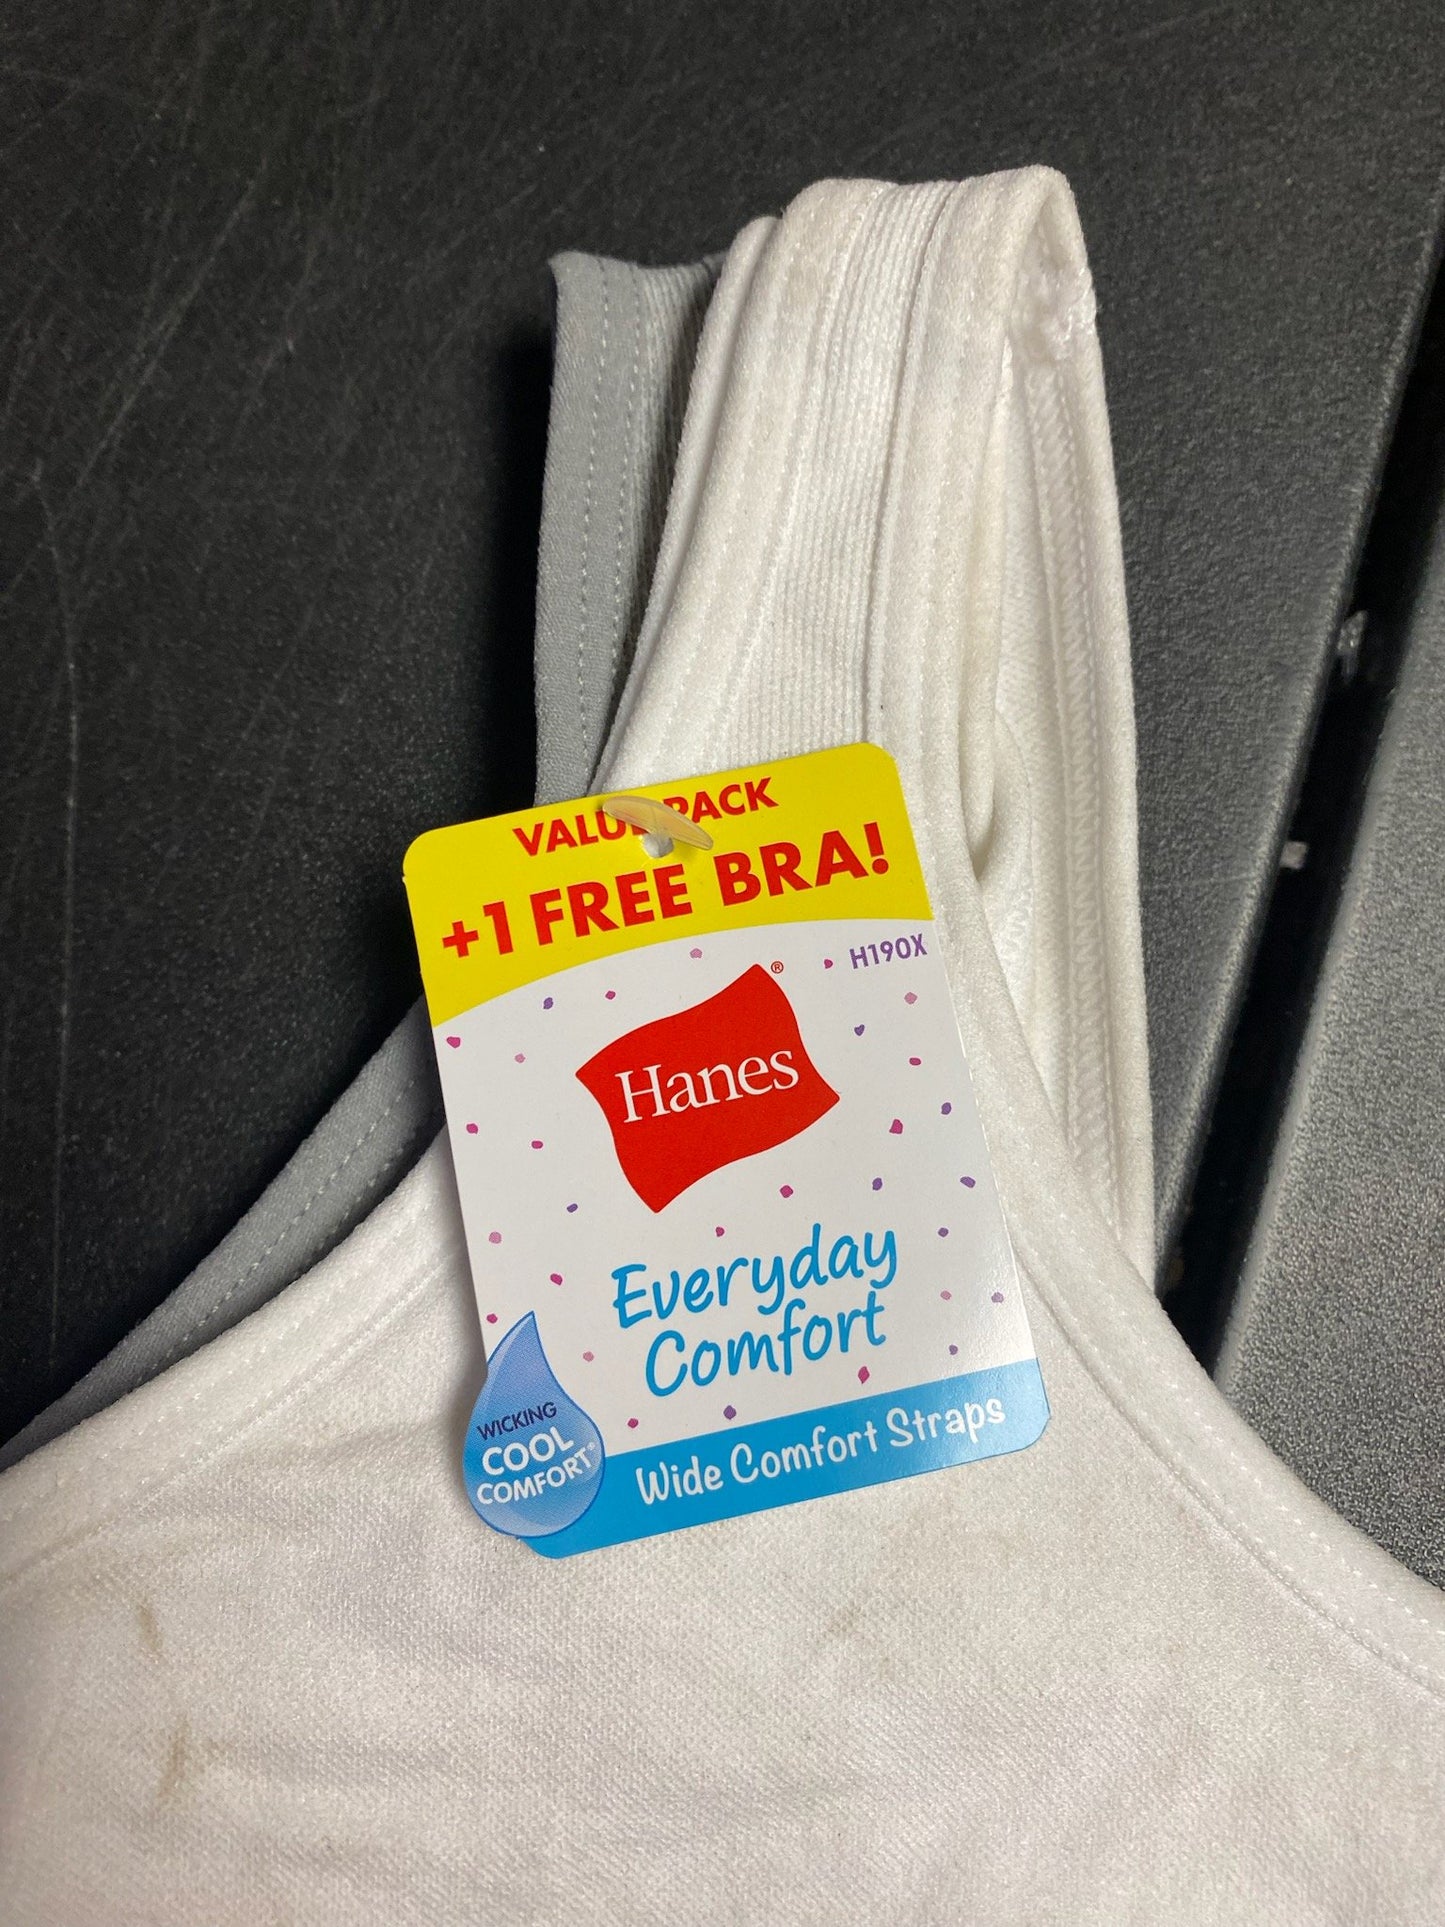 VALUE PACK
+1 FREE BRA!
H190X
Hanes®
Everyday
Comfort
WICKING
COOL
COMFORT®
Wide Comfort Straps